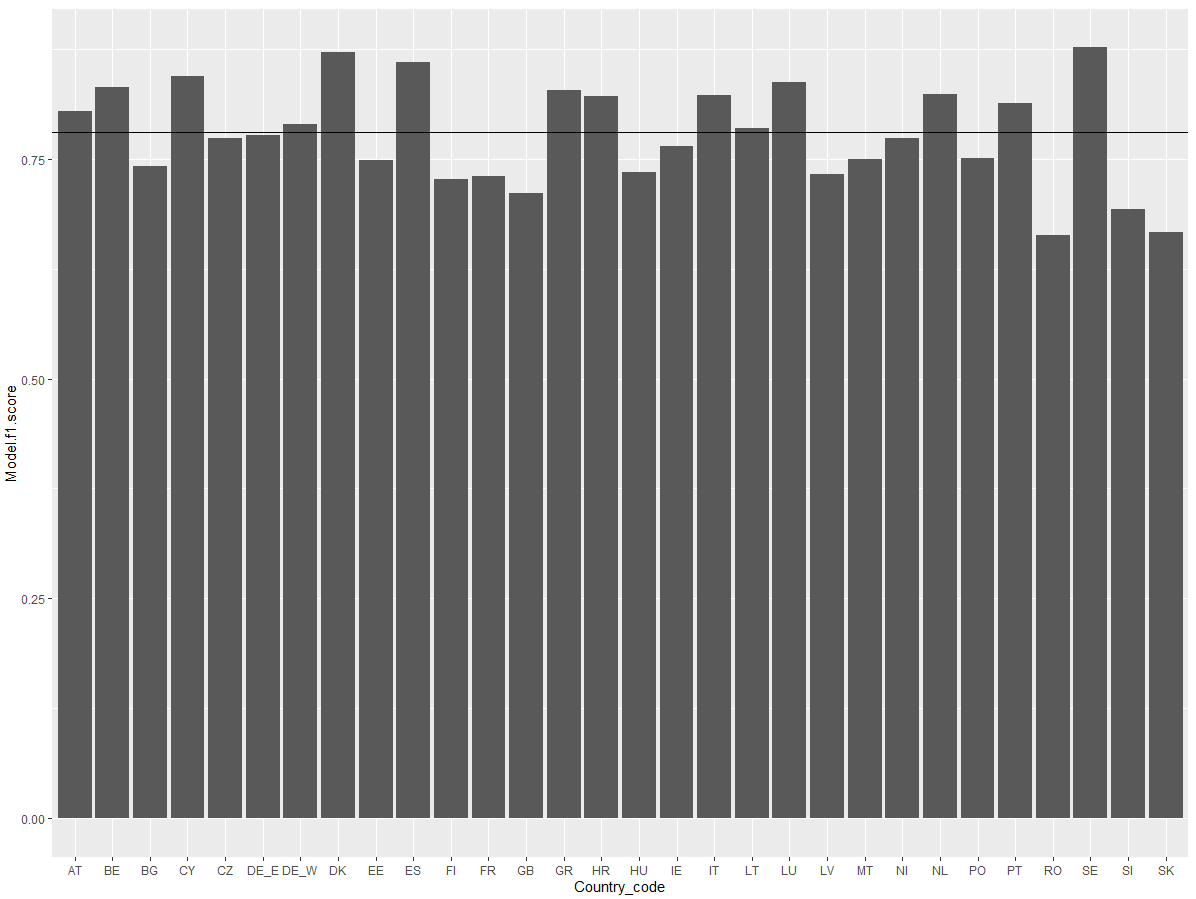 Model.f1.score
0.75
0.50
0.25
0.00
AT BE BG CY CZ DE_E DE_W DK EE ES FI FR GB GR HR HU IE IT LT LU LV MT NI NL PO PT RO SE SI SK
Country_code